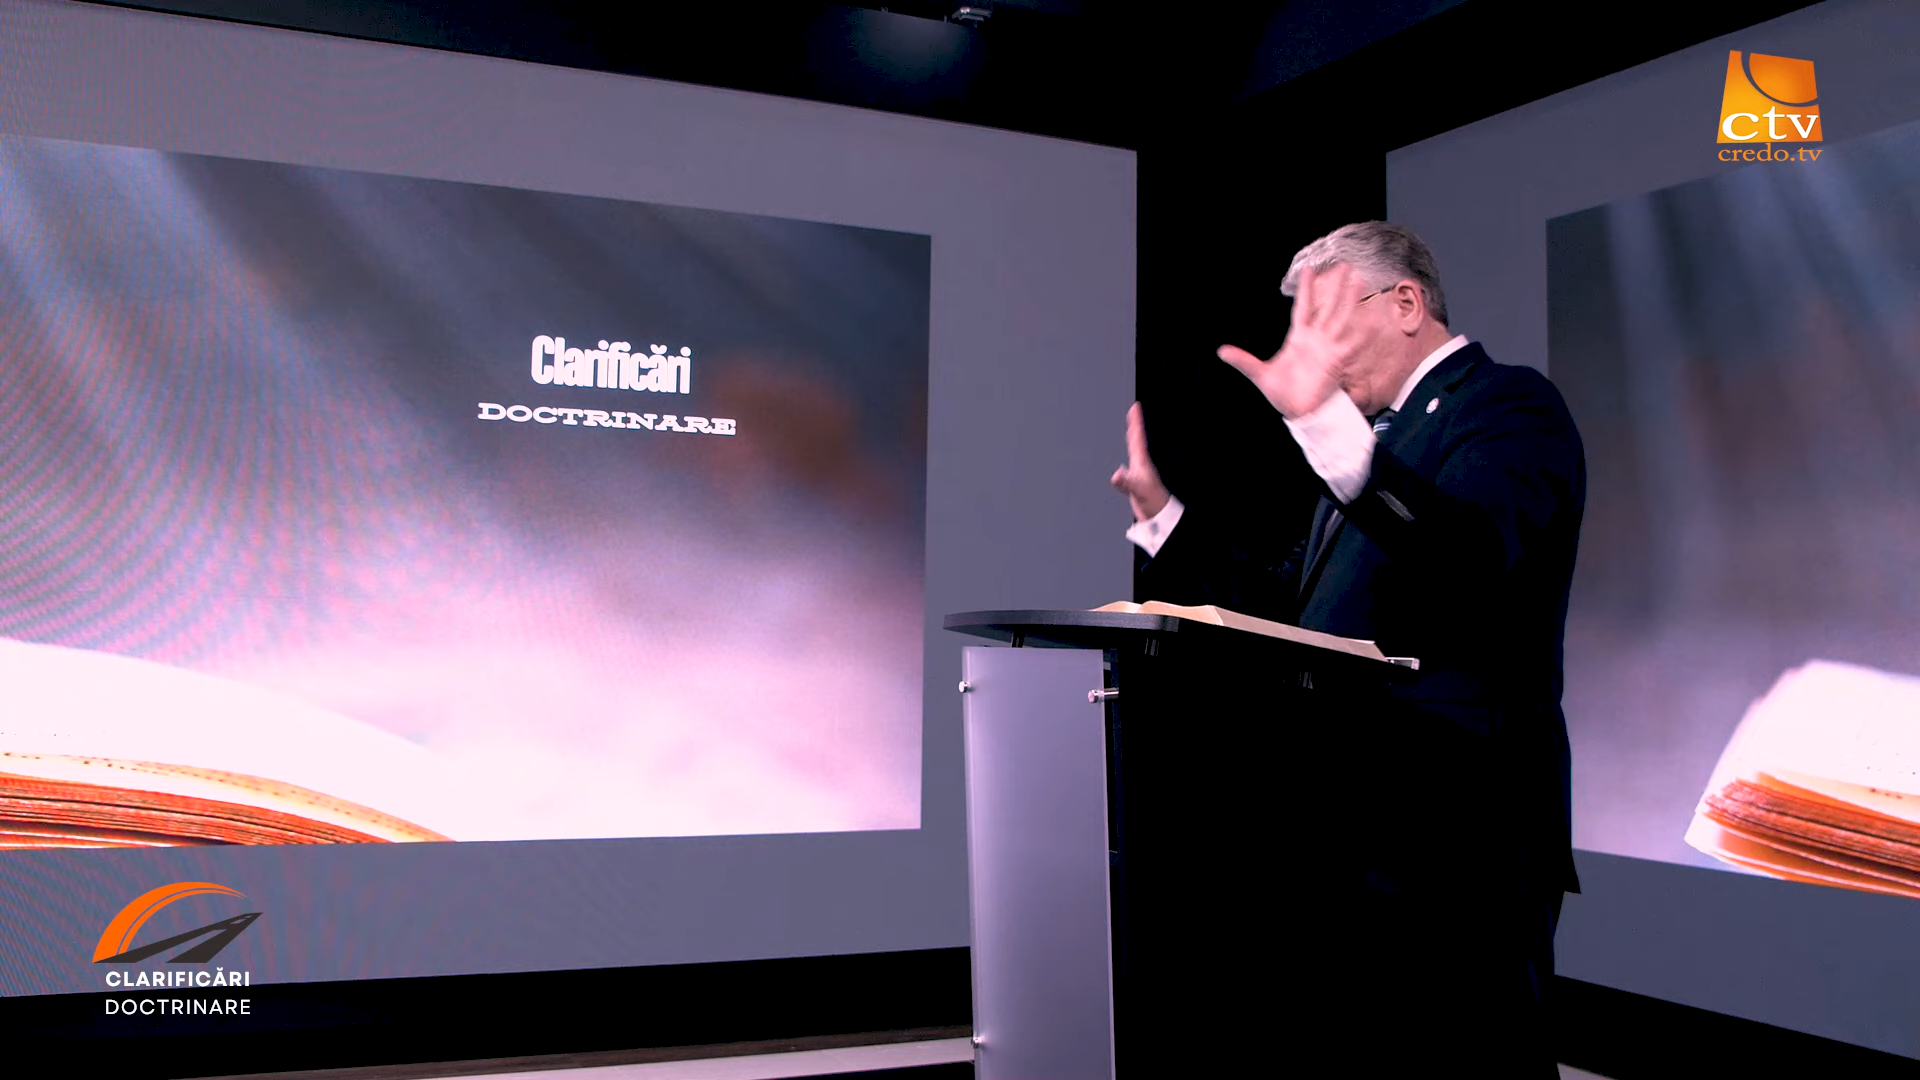 ctv
credo.tv
Clarificări
DOCTRINARE
CLARIFICĂRI
DOCTRINARE